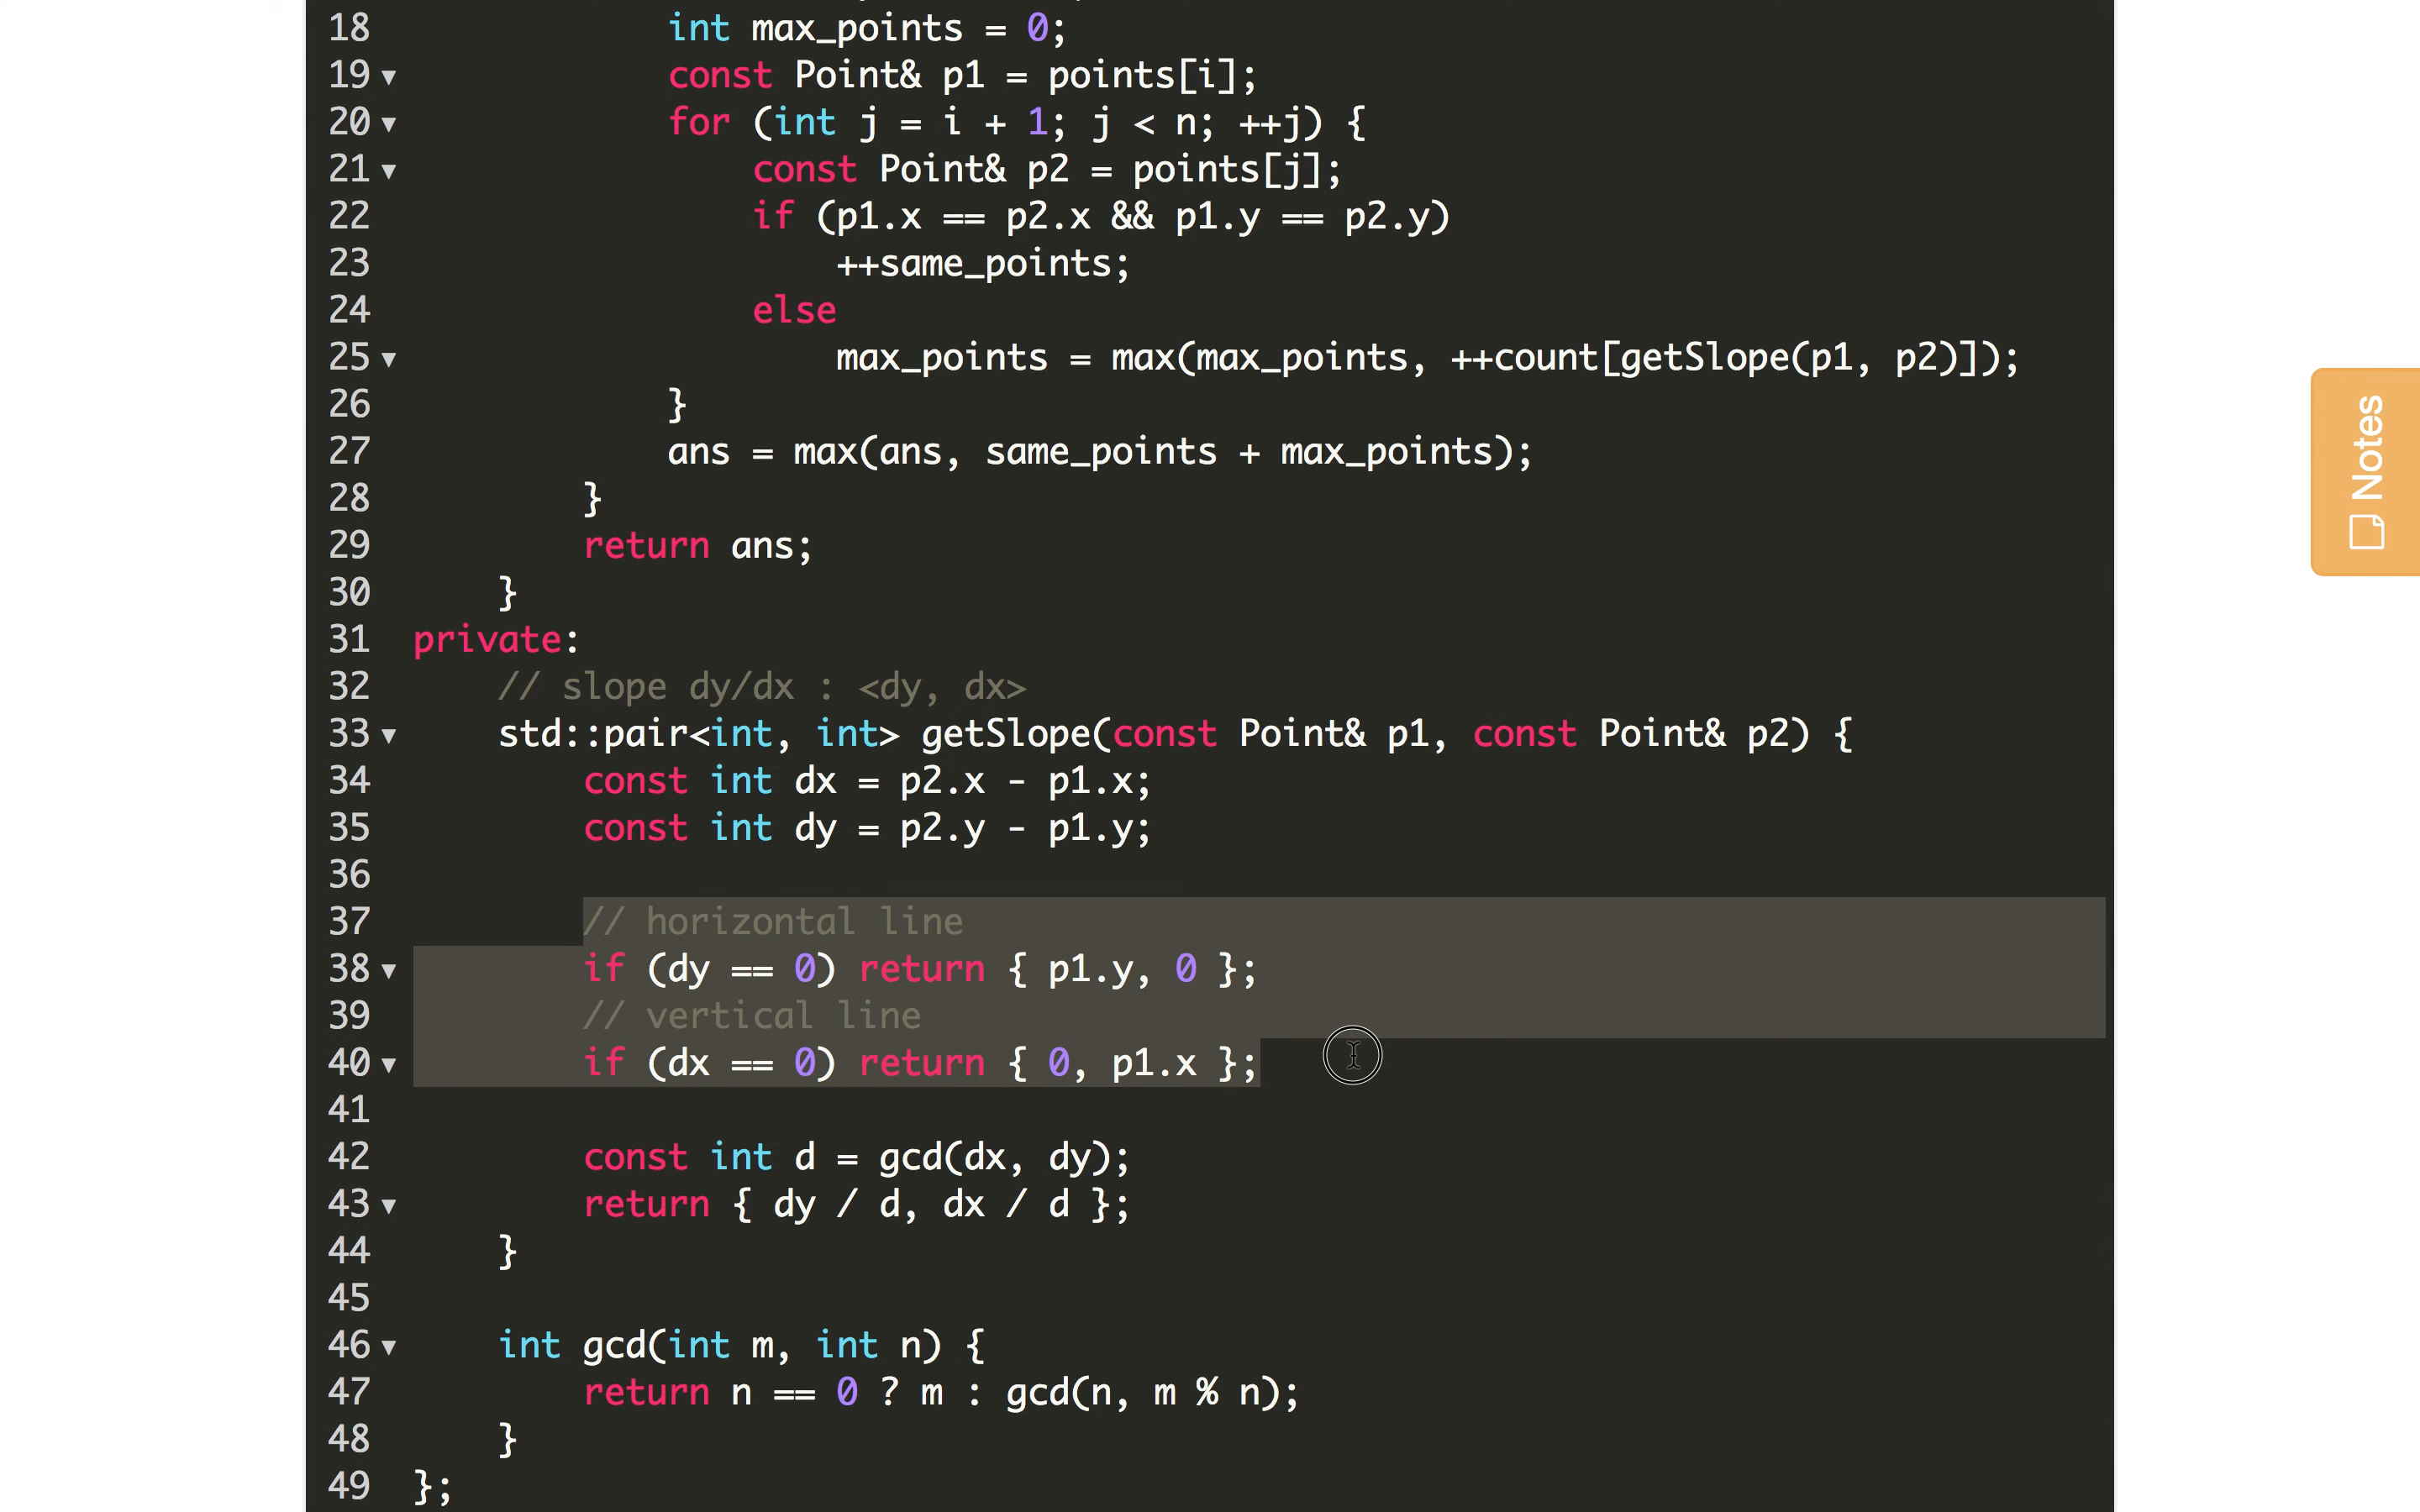 18 int max_points = 0;
19 const Point& p1 = points[i];
20 for (int j = i + 1; j < n; ++j) {
21 const Point& p2 = points[j];
22 if (p1.x == p2.x && p1.y == p2.y)
23 ++same_points;
24 else
25 max_points = max(max_points, ++count[getSlope(p1, p2)]);
26 }
27 ans = max(ans, same_points + max_points);
28 }
29 return ans;
30 }
31 private:
32 // slope dy/dx : <dy, dx>
33 std::pair<int, int> getSlope(const Point& p1, const Point& p2) {
34 const int dx = p2.x - p1.x;
35 const int dy = p2.y - p1.y;
36
37 // horizontal line
38 if (dy == 0) return { p1.y, 0 };
39 // vertical line
40 if (dx == 0) return { 0, p1.x };
41
42 const int d = gcd(dx, dy);
43 return { dy / d, dx / d };
44 }
45
46 int gcd(int m, int n) {
47 return n == 0 ? m : gcd(n, m % n);
48 }
49 };
Notes